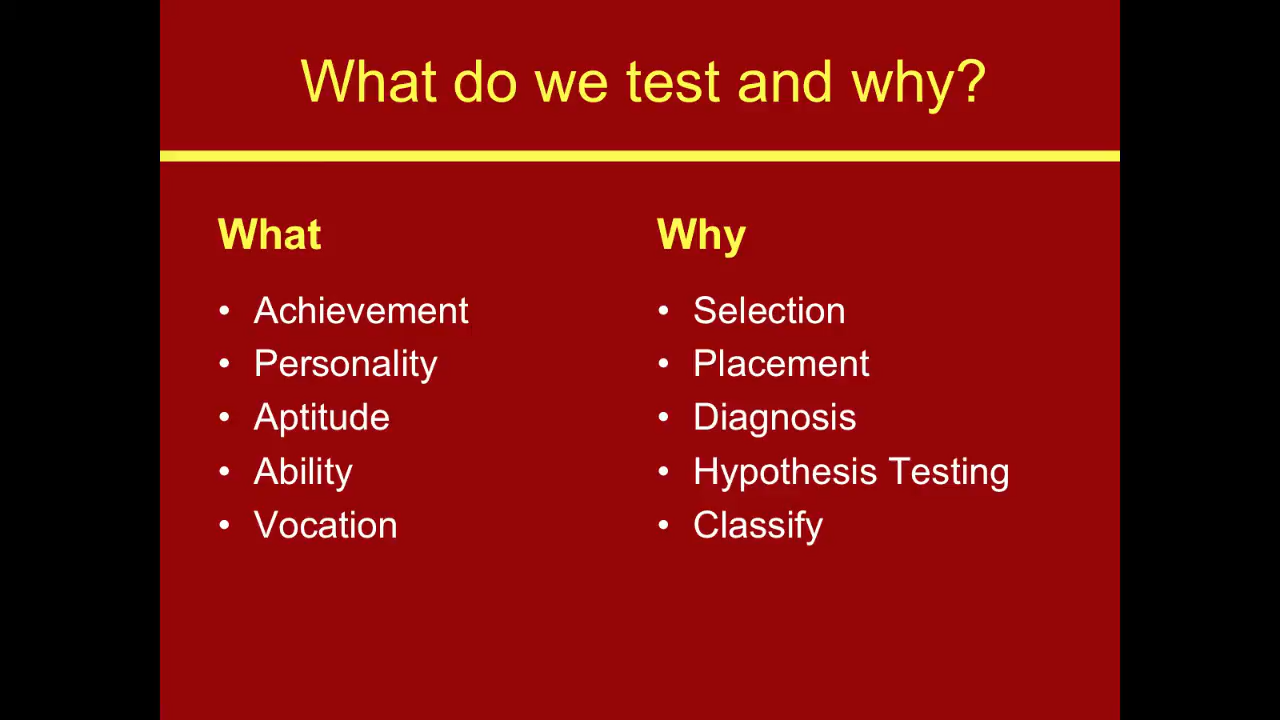 What do we test and why?
What
• Achievement
• Personality
• Aptitude
• Ability
• Vocation
Why
• Selection
• Placement
• Diagnosis
• Hypothesis Testing
• Classify